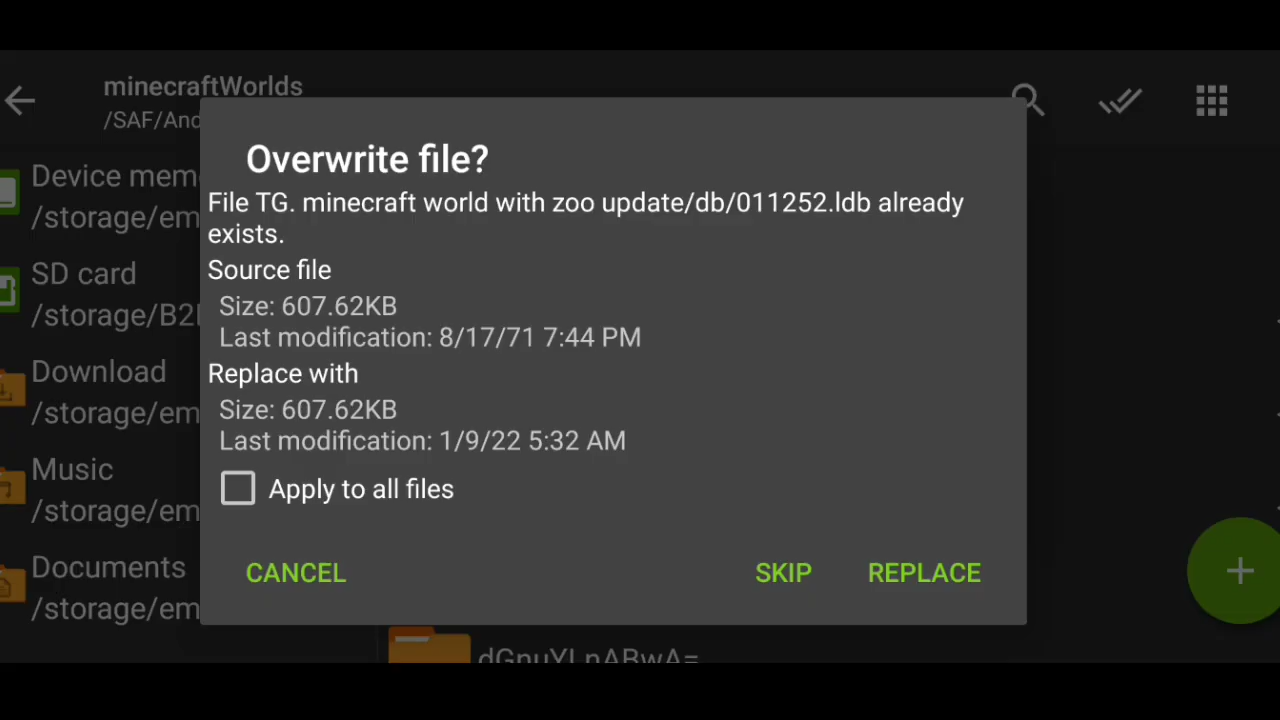 minecraftWorlds
/SAF/And
Overwrite file?
File TG. minecraft world with zoo update/db/011252.ldb already
exists.
Source file
Size: 607.62KB
Last modification: 8/17/71 7:44 PM
Replace with
Size: 607.62KB
Last modification: 1/9/22 5:32 AM
Apply to all files
CANCEL
SKIP
REPLACE
Device mem
/storage/em
SD card
/storage/B2
Download
/storage/em
Music
/storage/em
Documents
/storage/em